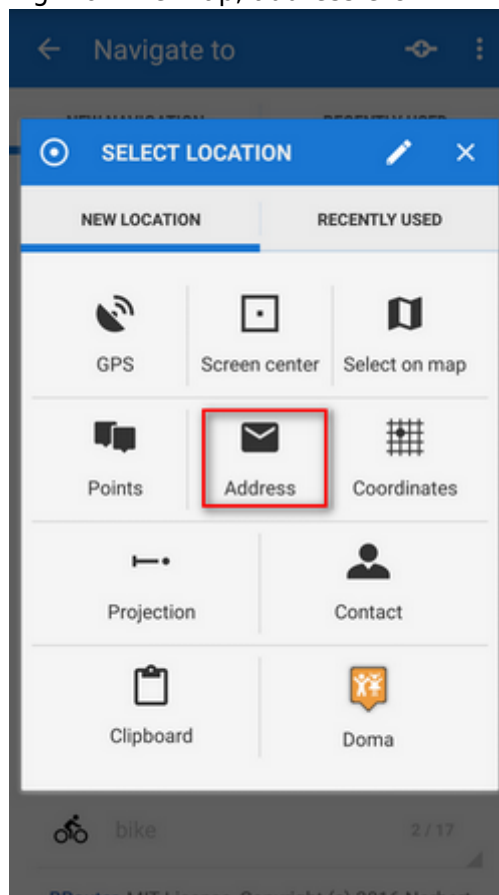 Navigate to
SELECT LOCATION
NEW LOCATION RECENTLY USED
GPS Screen center Select on map
Points Address Coordinates
Projection Contact
Clipboard Doma
bike 2/17